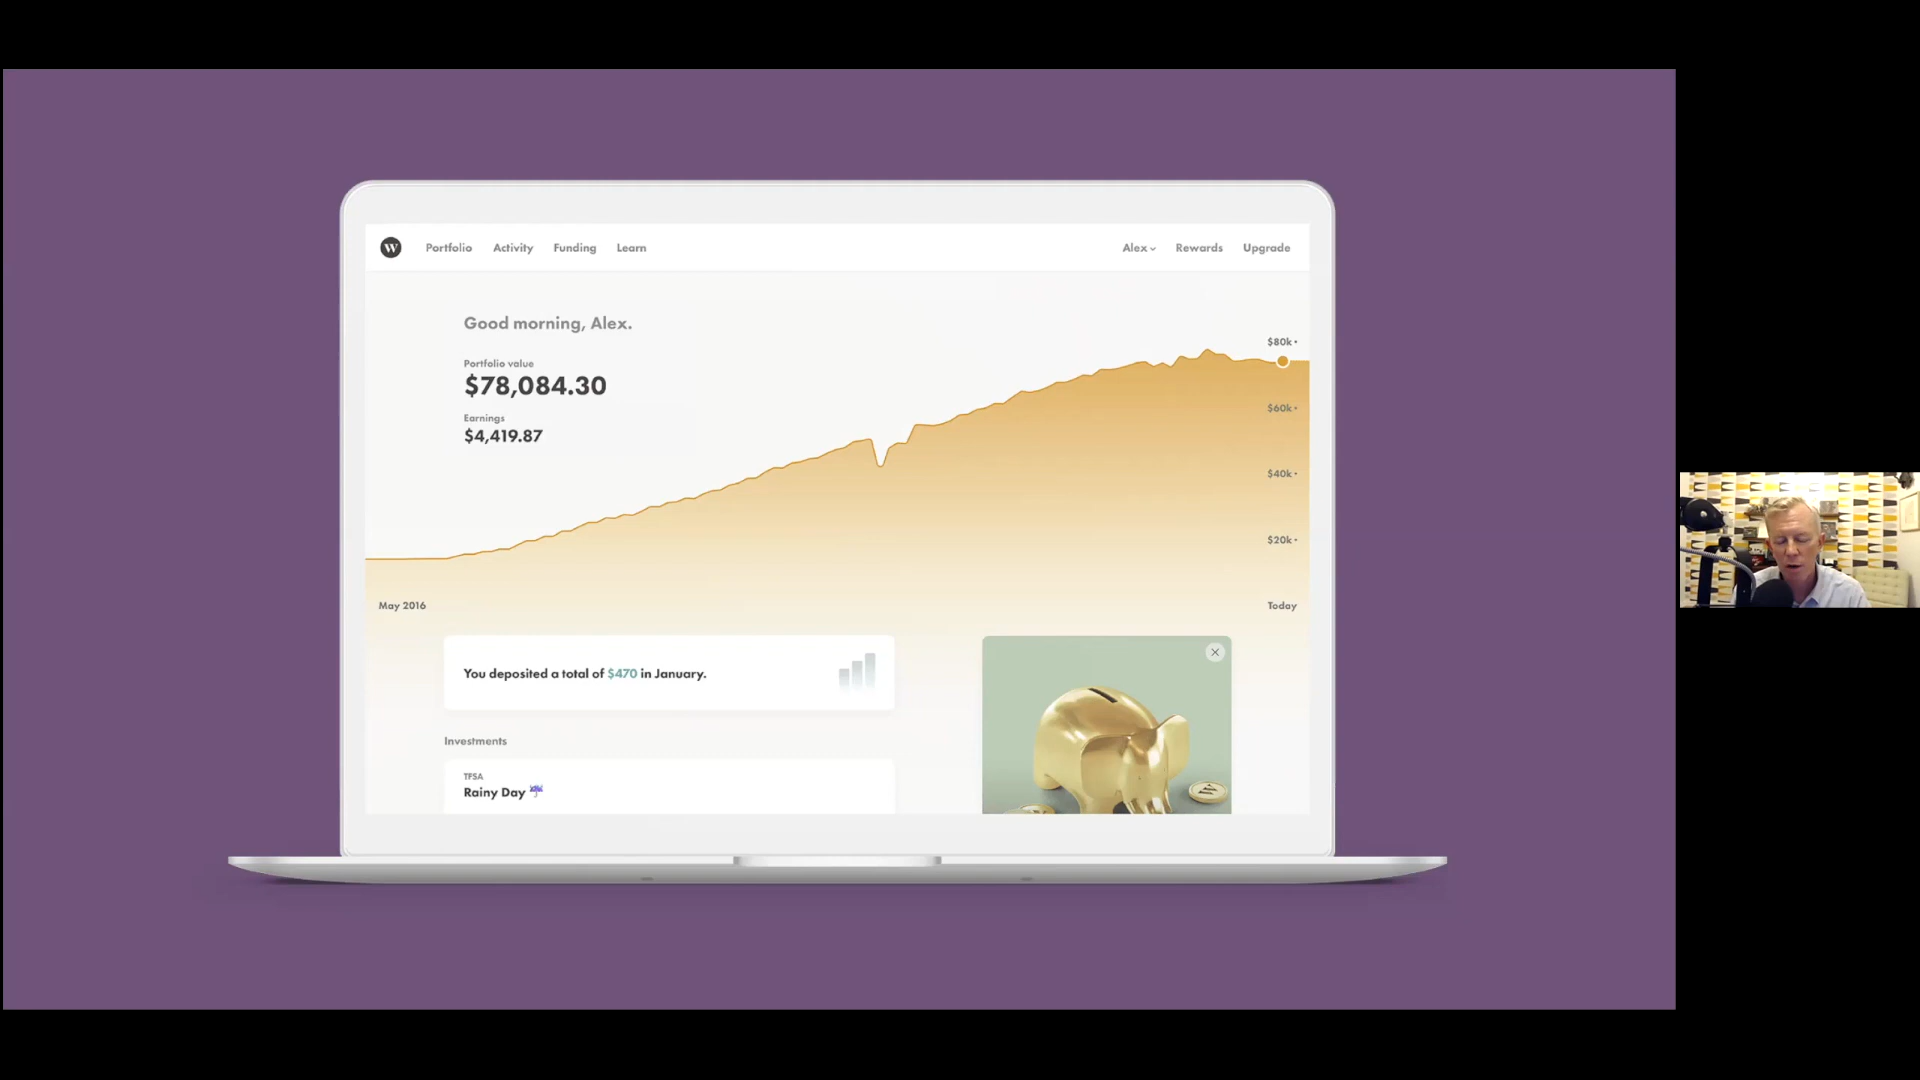 W Portfolio Activity Funding Learn Alex Rewards Upgrade
Good morning, Alex.
Portfolio value
$78,084.30
Earnings
$4,419.87
$80k
$60k
$40k
$20k
May 2016 Today
You deposited a total of $470 in January.
Investments
TFSA
Rainy Day